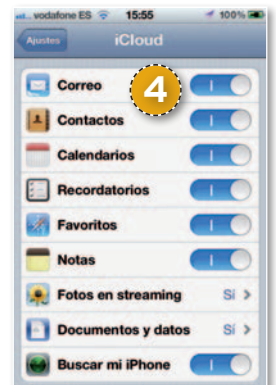 vodafone ES 15:55 100%
Ajustes iCloud
Correo
4
Contactos
Calendarios
Recordatorios
Favoritos
Notas
Fotos en streaming Sí
Documentos y datos Sí
Buscar mi iPhone